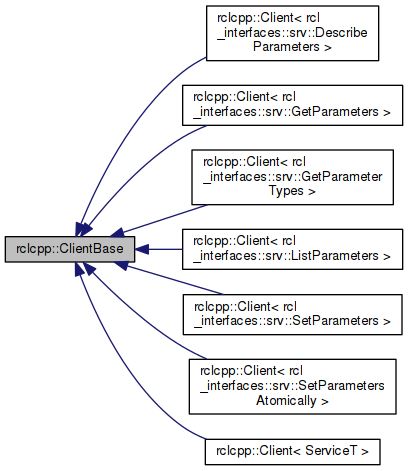 rclcpp::Client< rcl
_interfaces::srv::Describe
Parameters >
rclcpp::Client< rcl
_interfaces::srv::GetParameters >
rclcpp::Client< rcl
_interfaces::srv::GetParameter
Types >
rclcpp::ClientBase
rclcpp::Client< rcl
_interfaces::srv::ListParameters >
rclcpp::Client< rcl
_interfaces::srv::SetParameters >
rclcpp::Client< rcl
_interfaces::srv::SetParameters
Atomically >
rclcpp::Client< ServiceT >